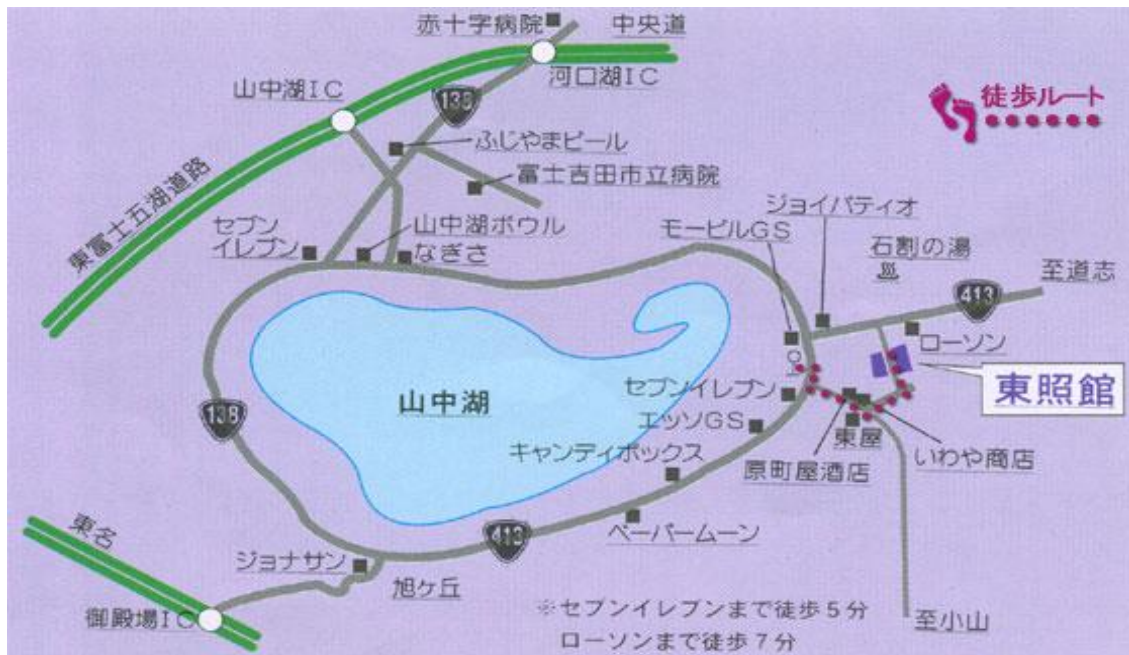 赤十字病院
中央道
河口湖IC
山中湖IC
138
徒歩ルート
ふじやまビール
富士吉田市立病院
東富士五湖道路
セブン
イレブン
山中湖ボウル
なぎさ
モービルGS
ジョイパティオ
石割の湯
至道志
413
ローソン
東照館
セブンイレブン
エッソGS
キャンディボックス
東屋
いわや商店
原町屋酒店
山中湖
138
413
ペーパームーン
東名
ジョナサン
旭ケ丘
御殿場IC
※セブンイレブンまで徒歩5分
ローソンまで徒歩7分
至小山